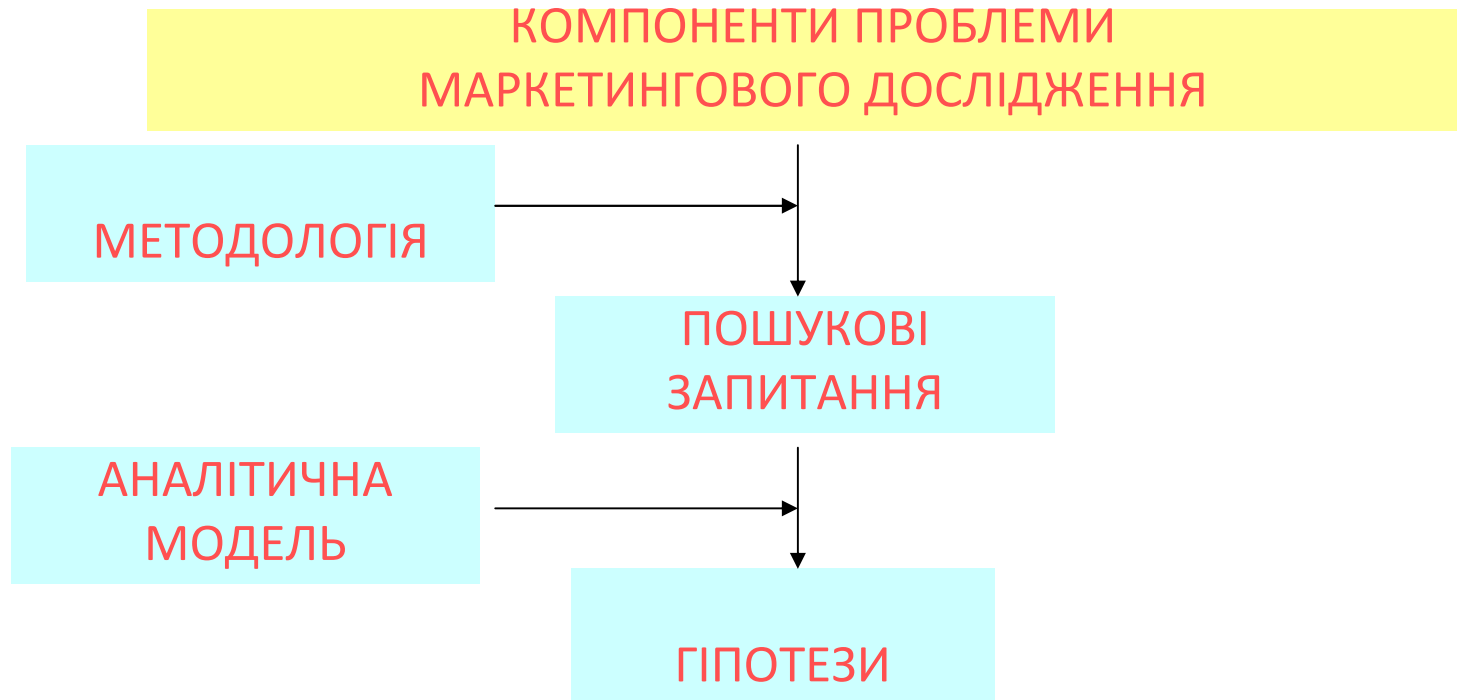 КОМПОНЕНТИ ПРОБЛЕМИ
МАРКЕТИНГОВОГО ДОСЛІДЖЕННЯ
МЕТОДОЛОГІЯ
ПОШУКОВІ
ЗАПИТАННЯ
АНАЛІТИЧНА
МОДЕЛЬ
ГІПОТЕЗИ